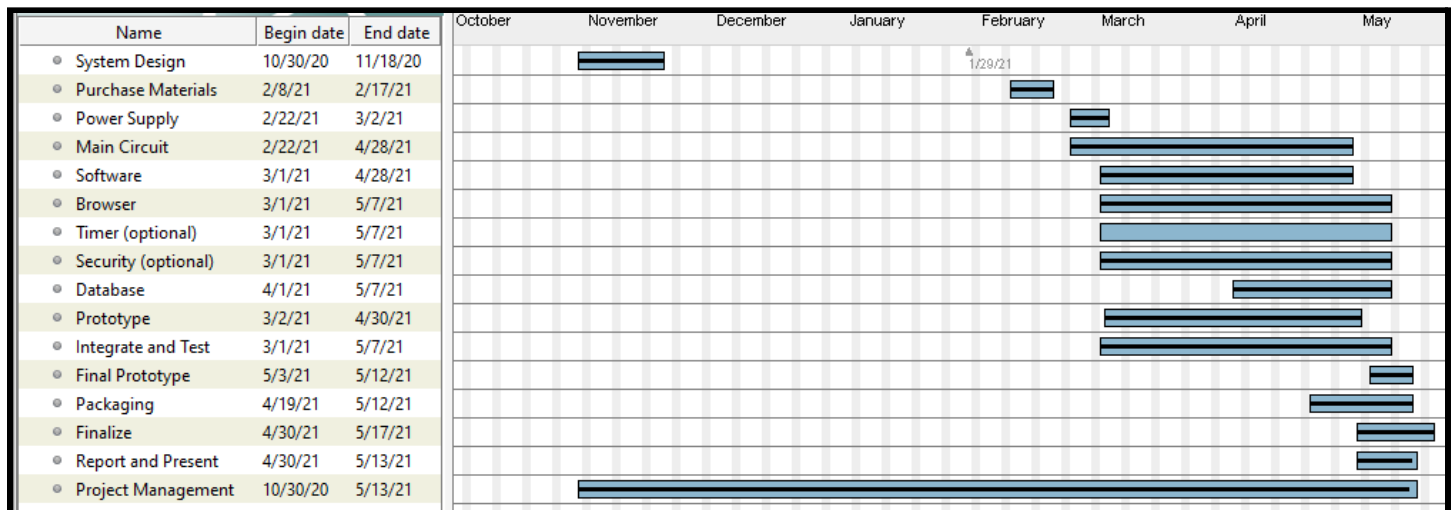 Name Begin date End date October November December January February March April May
System Design 10/30/20 11/18/20 1/29/21
Purchase Materials 2/8/21 2/17/21
Power Supply 2/22/21 3/2/21
Main Circuit 2/22/21 4/28/21
Software 3/1/21 4/28/21
Browser 3/1/21 5/7/21
Timer (optional) 3/1/21 5/7/21
Security (optional) 3/1/21 5/7/21
Database 4/1/21 5/7/21
Prototype 3/2/21 4/30/21
Integrate and Test 3/1/21 5/7/21
Final Prototype 5/3/21 5/12/21
Packaging 4/19/21 5/12/21
Finalize 4/30/21 5/17/21
Report and Present 4/30/21 5/13/21
Project Management 10/30/20 5/13/21